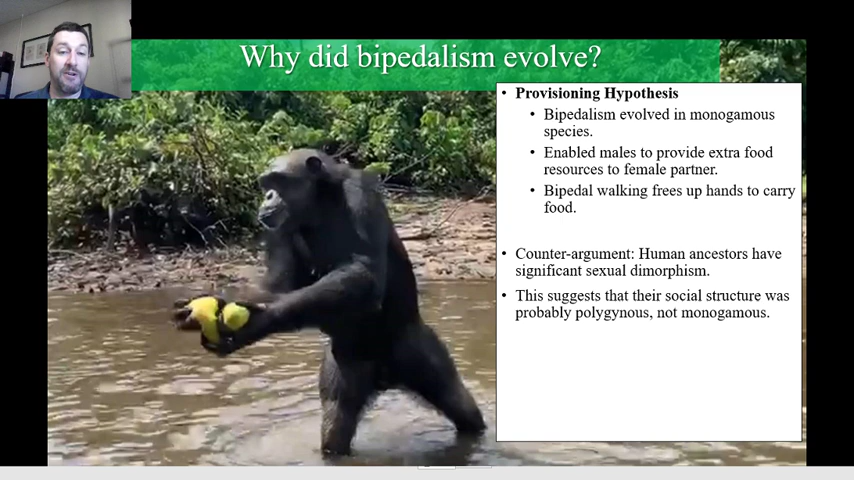 Why did bipedalism evolve?
• Provisioning Hypothesis
• Bipedalism evolved in monogamous
species.
• Enabled males to provide extra food
resources to female partner.
• Bipedal walking frees up hands to carry
food.
• Counter-argument: Human ancestors have
significant sexual dimorphism.
• This suggests that their social structure was
probably polygynous, not monogamous.